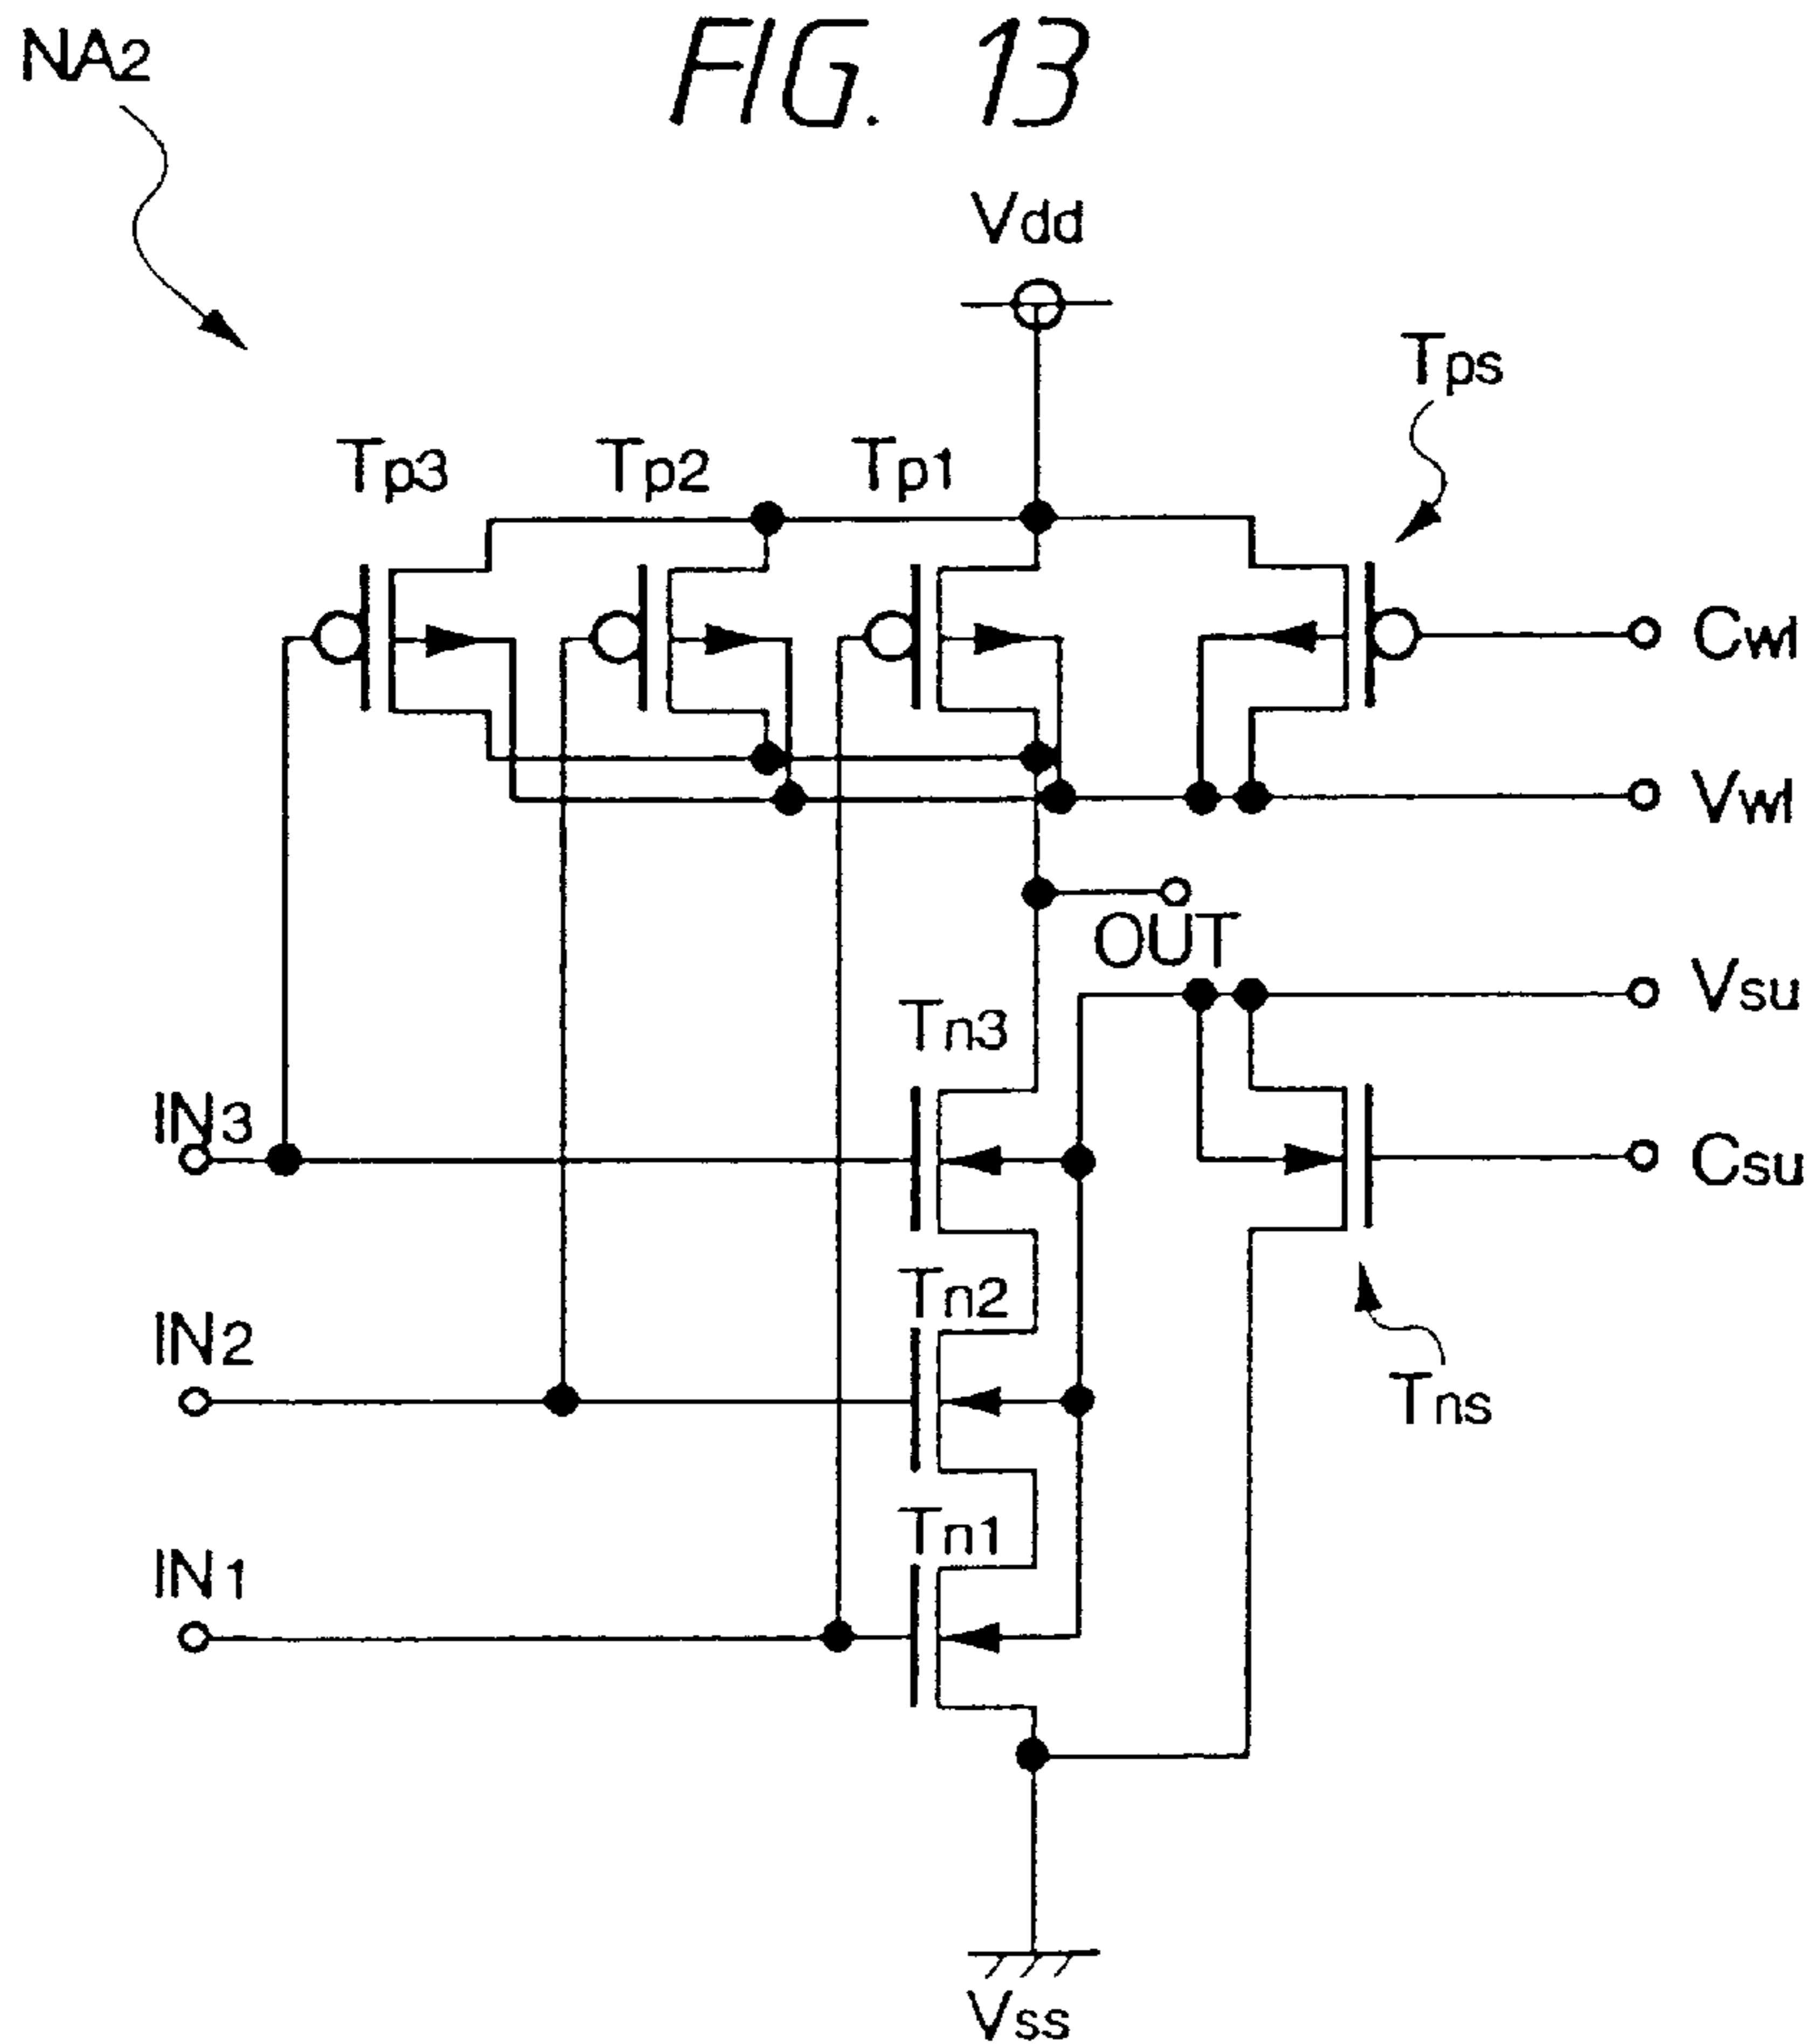 FIG. 13
NA2
Vdd
Tps
Tp3 Tp2 Tp1
Cwl
Vwl
OUT
Vsu
Tn3
IN3
Csu
Tn2
IN2
Tns
Tn1
IN1
Vss